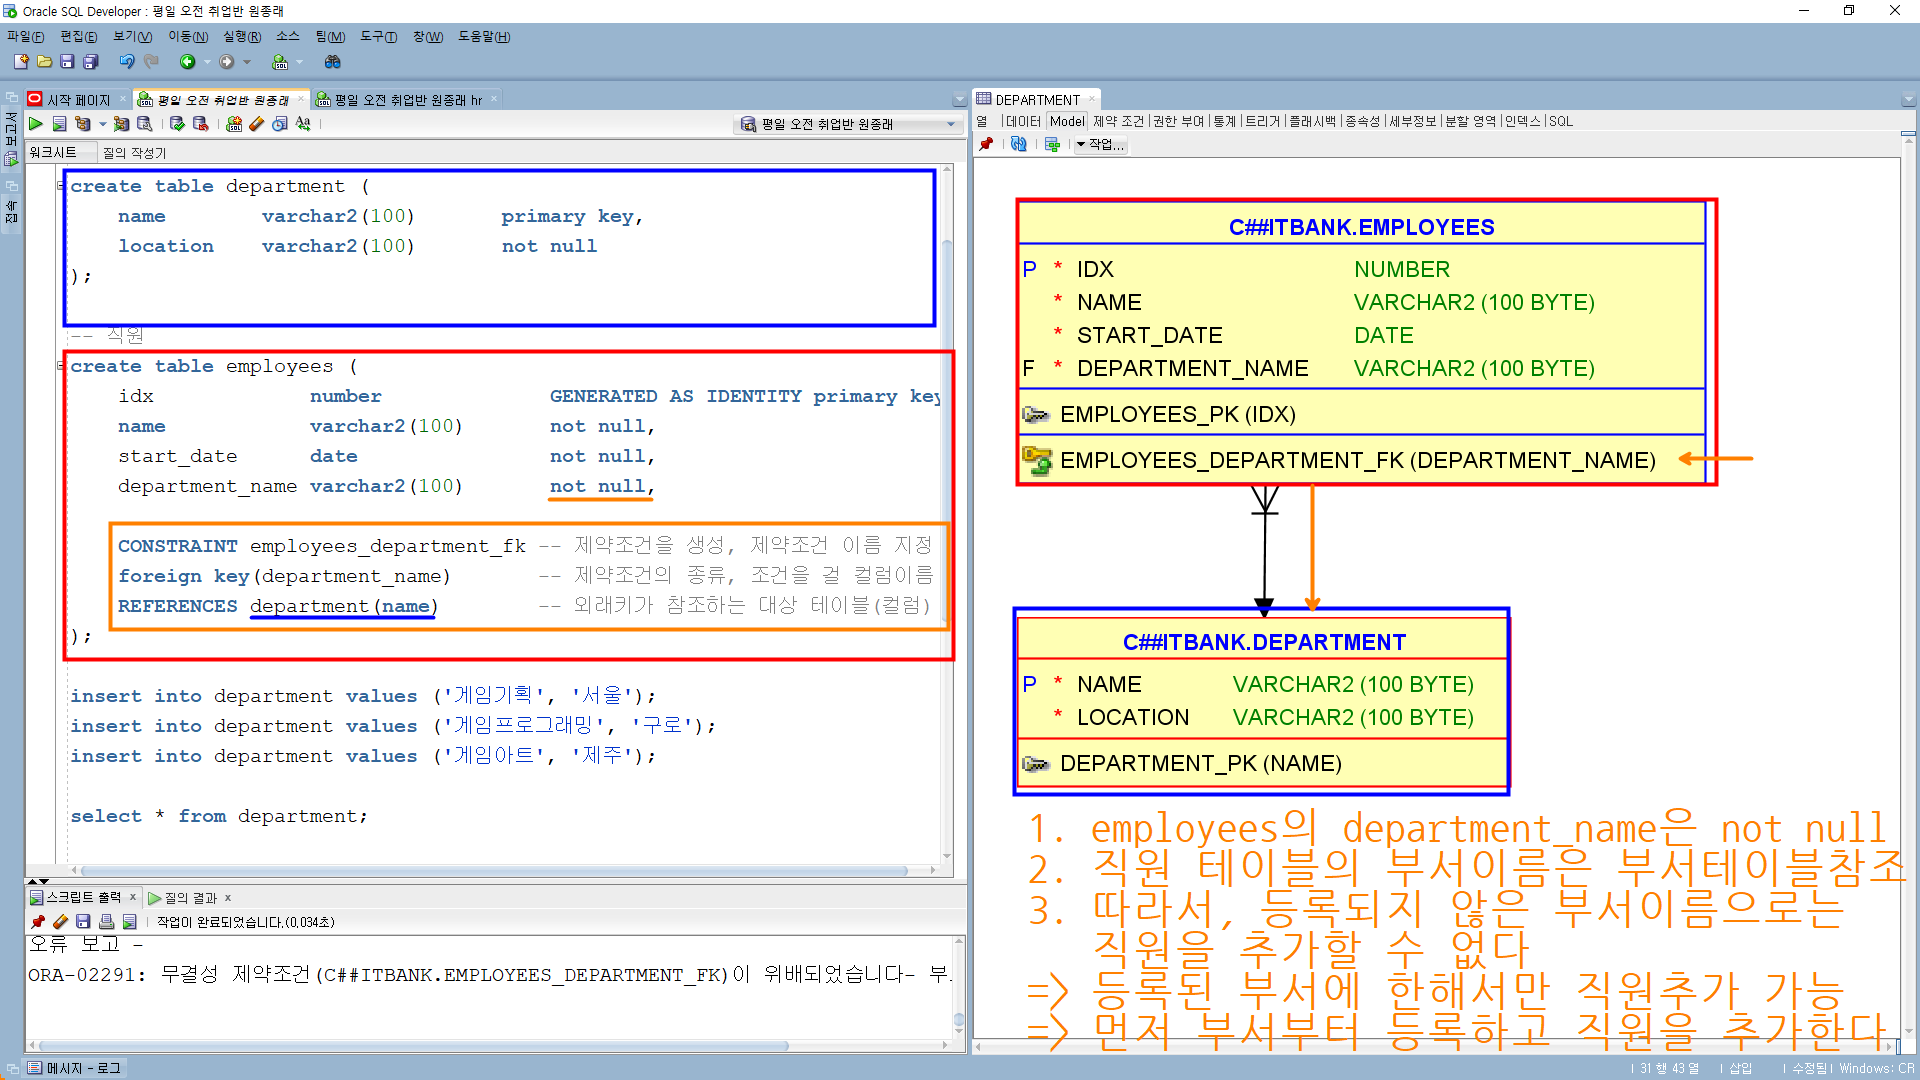 Oracle SQL Developer : 평일 오전 취업반 원종래
파일(F) 편집(E) 보기(V) 이동(N) 실행(R) 소스 팀(M) 도구(T) 창(W) 도움말(H)
시작 페이지 평일 오전 취업반 원종래 평일 오전 취업반 원종래 hr
평일 오전 취업반 원종래
워크시트 질의 작성기
보고서
접속
create table department (
name varchar2(100) primary key,
location varchar2(100) not null
);
-- 직원
create table employees (
idx number GENERATED AS IDENTITY primary key
name varchar2(100) not null,
start_date date not null,
department_name varchar2(100) not null,
CONSTRAINT employees_department_fk -- 제약조건을 생성, 제약조건 이름 지정
foreign key(department_name) -- 제약조건의 종류, 조건을 걸 컬럼이름
REFERENCES department(name) -- 외래키가 참조하는 대상 테이블(컬럼)
);
insert into department values ('게임기획', '서울');
insert into department values ('게임프로그래밍', '구로');
insert into department values ('게임아트', '제주');
select * from department;
스크립트 출력 x 질의 결과 x
작업이 완료되었습니다.(0.034초)
오류 보고 -
ORA-02291: 무결성 제약조건(C##ITBANK.EMPLOYEES_DEPARTMENT_FK)이 위배되었습니다- 부
메시지 - 로그
DEPARTMENT
열 데이터 Model 제약 조건 권한 부여 통계 트리거 플래시백 종속성 세부정보 분할 영역 인덱스 SQL
작업...
C##ITBANK.EMPLOYEES
P * IDX NUMBER
* NAME VARCHAR2 (100 BYTE)
* START_DATE DATE
F * DEPARTMENT_NAME VARCHAR2 (100 BYTE)
EMPLOYEES_PK (IDX)
EMPLOYEES_DEPARTMENT_FK (DEPARTMENT_NAME)
C##ITBANK.DEPARTMENT
P * NAME VARCHAR2 (100 BYTE)
* LOCATION VARCHAR2 (100 BYTE)
DEPARTMENT_PK (NAME)
1. employees의 department_name은 not null
2. 직원 테이블의 부서이름은 부서테이블참조
3. 따라서, 등록되지 않은 부서이름으로는
직원을 추가할 수 없다
=> 등록된 부서에 한해서만 직원추가 가능
=> 먼저 부서부터 등록하고 직원을 추가한다
31 행 43 열 삽입 수정됨 Windows: CR